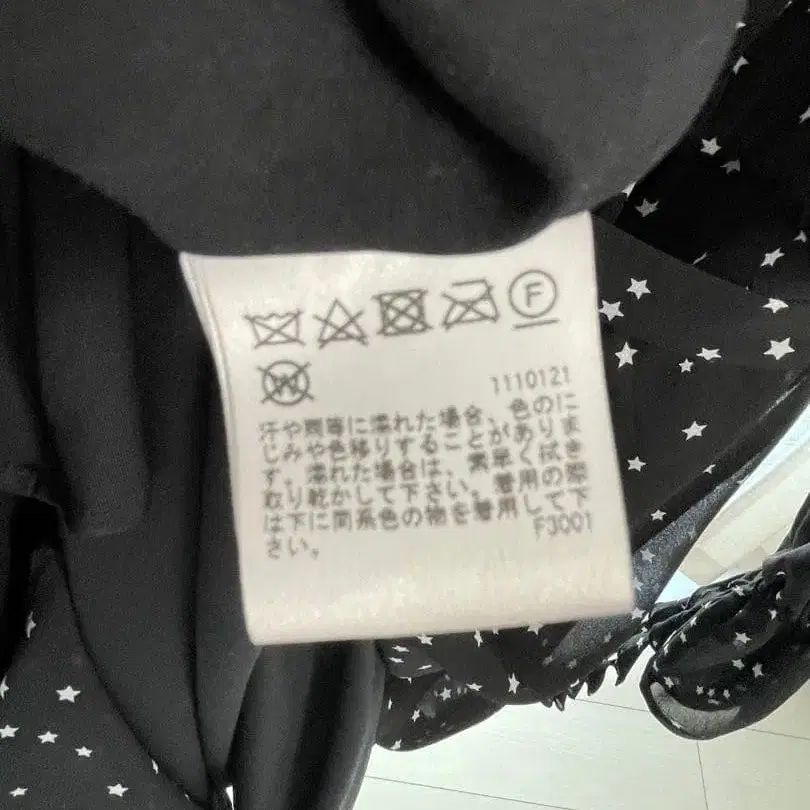 F
W
1110121
汗や雨等に濡れた場合、色のに
じみや色移りすることがありま
す。濡れた場合は、素早く拭き
取り乾かして下さい。着用の際
は下に同系色の物を着用して下
さい。
F3001